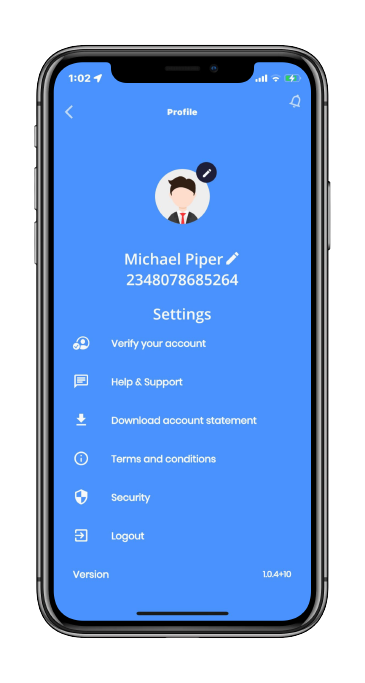 1:02
Profile
Michael Piper
2348078685264
Settings
Verify your account
Help & Support
Download account statement
Terms and conditions
Security
Logout
Version 1.0.4+10